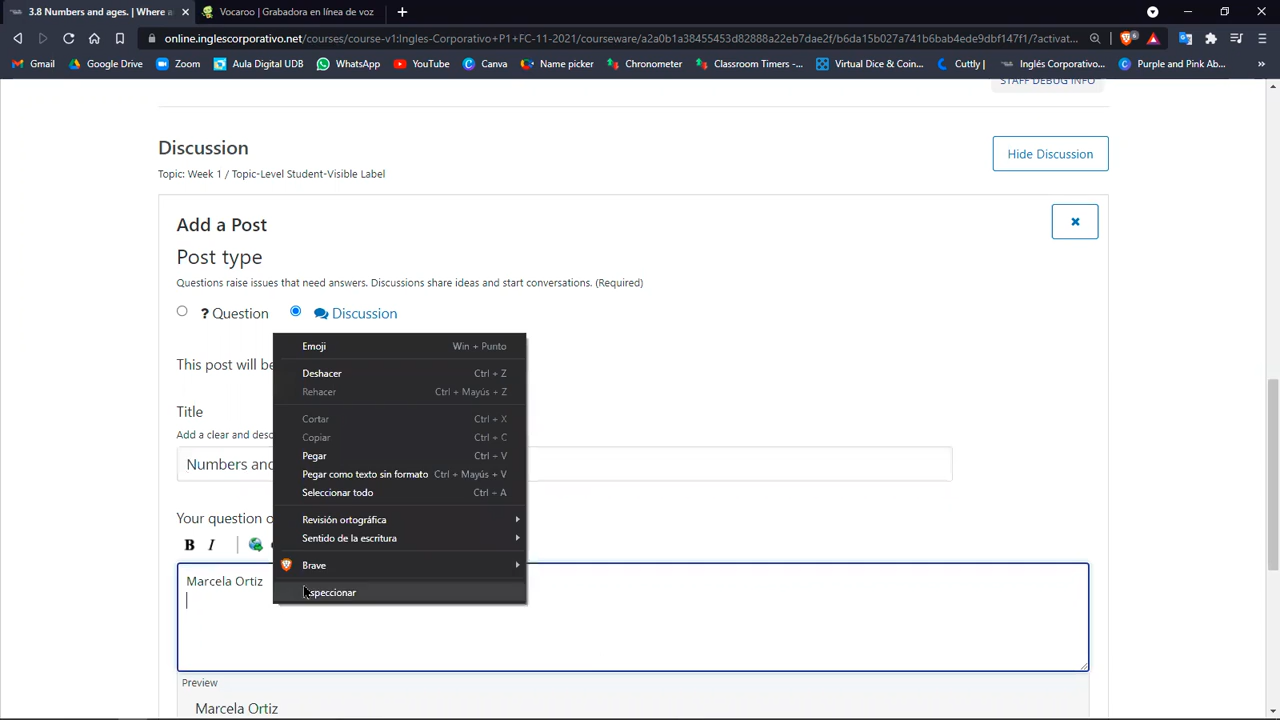 3.8 Numbers and ages. | Where a
Vocaroo | Grabadora en línea de voz
online.inglescorporativo.net/courses/course-v1:Ingles-Corporativo+P1+FC-11-2021/courseware/a2a0b1a38455453d82888a22eb7dae2f/b6da15b027a741b6bab4ede9dbf147f1/?activat...
Gmail Google Drive Zoom Aula Digital UDB WhatsApp YouTube Canva Name picker Chronometer Classroom Timer -... Virtual Dice & Coin... Cuttly | Inglés Corporativo... Purple and Pink Ab... »
STAFF DEBUG INFO
Discussion
Hide Discussion
Topic: Week 1 / Topic-Level Student-Visible Label
Add a Post
Post type
Questions raise issues that need answers. Discussions share ideas and start conversations. (Required)
? Question Discussion
Emoji Win + Punto
This post will be
Deshacer Ctrl + Z
Rehacer Ctrl + Mayús + Z
Title
Cortar Ctrl + X
Add a clear and desc
Copiar Ctrl + C
Pegar Ctrl + V
Numbers and
Pegar como texto sin formato Ctrl + Mayús + V
Seleccionar todo Ctrl + A
Your question o
Revisión ortográfica
Sentido de la escritura
B I
Brave
Marcela Ortiz
speccionar
Preview
Marcela Ortiz